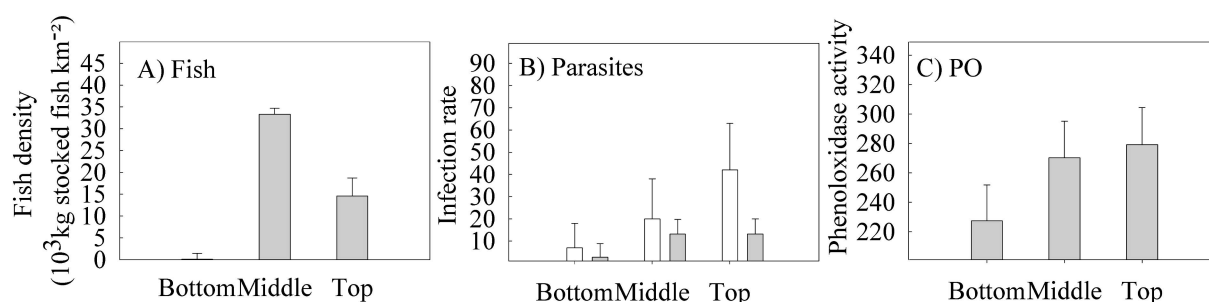 Fish density
(10³kg stocked fish km⁻²)
45
40
35
30
25
20
15
10
5
0
A) Fish
Bottom Middle Top
Infection rate
90
80
70
60
50
40
30
20
10
B) Parasites
Bottom Middle Top
Phenoloxidase activity
340
320
300
280
260
240
220
C) PO
Bottom Middle Top